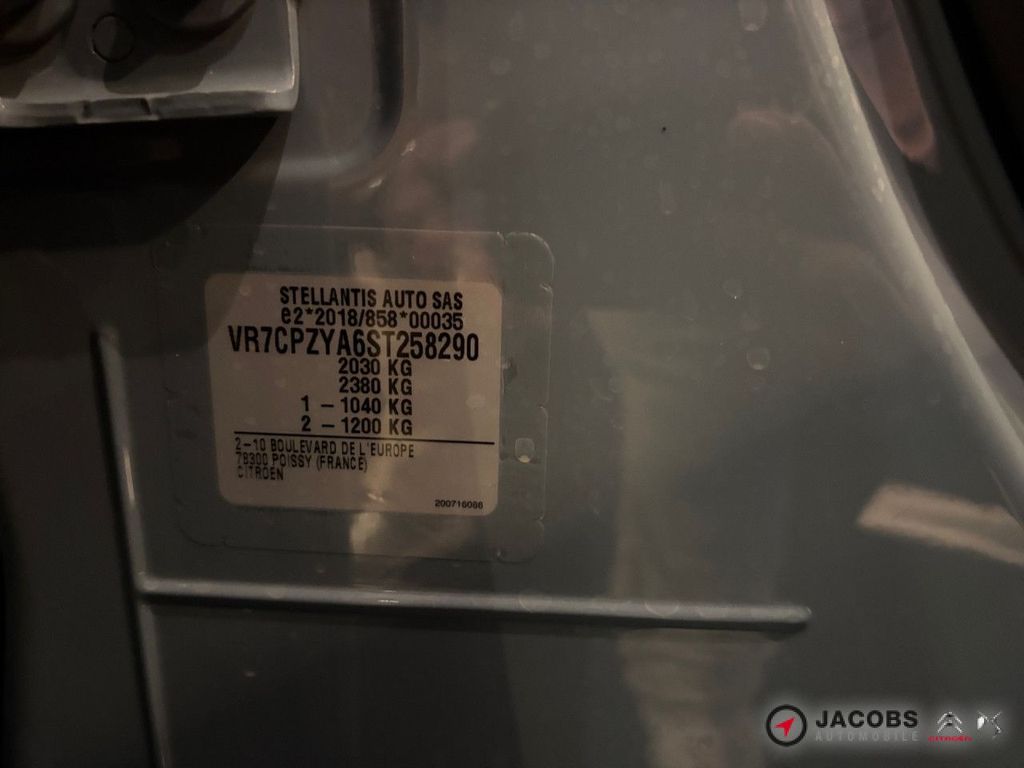 STELLANTIS AUTO SAS
e2*2018/858*00035
VR7CPZYA6ST258290
2030 KG
2380 KG
1 - 1040 KG
2 - 1200 KG
2-10 BOULEVARD DE L'EUROPE
78300 POISSY (FRANCE)
CITROEN
200716086
JACOBS
AUTOMOBILE
CITROËN